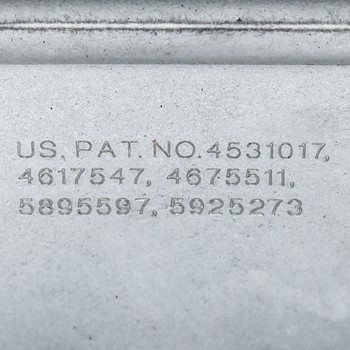 US, PAT. NO. 4531017,
4617547, 4675511,
5895597, 5925273